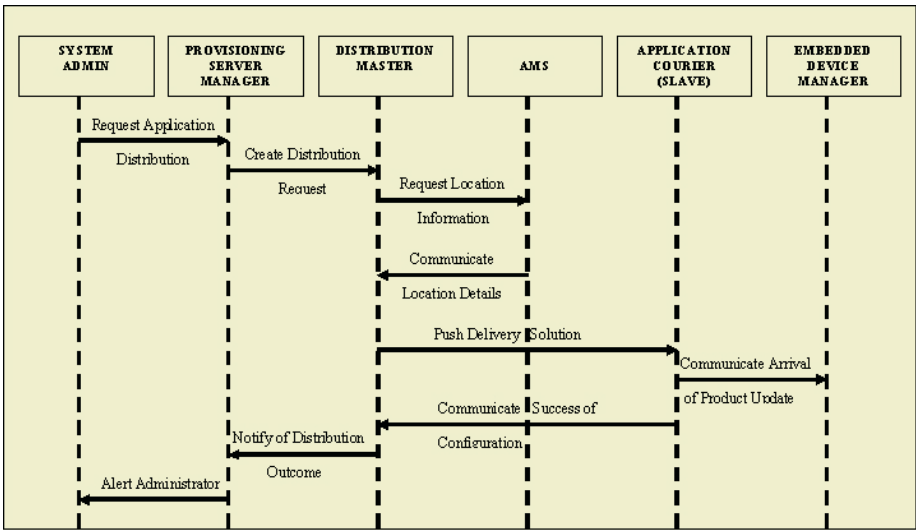 SYSTEM
ADMIN
PROVISIONING
SERVER
MANAGER
DISTRIBUTION
MASTER
AMS
APPLICATION
COURIER
(SLAVE)
EMBEDDED
DEVICE
MANAGER
Request Application
Distribution
Create Distribution
Request
Request Location
Information
Communicate
Location Details
Push Delivery Solution
Communicate Arrival
of Product Update
Communicate Success of
Configuration
Notify of Distribution
Outcome
Alert Administrator